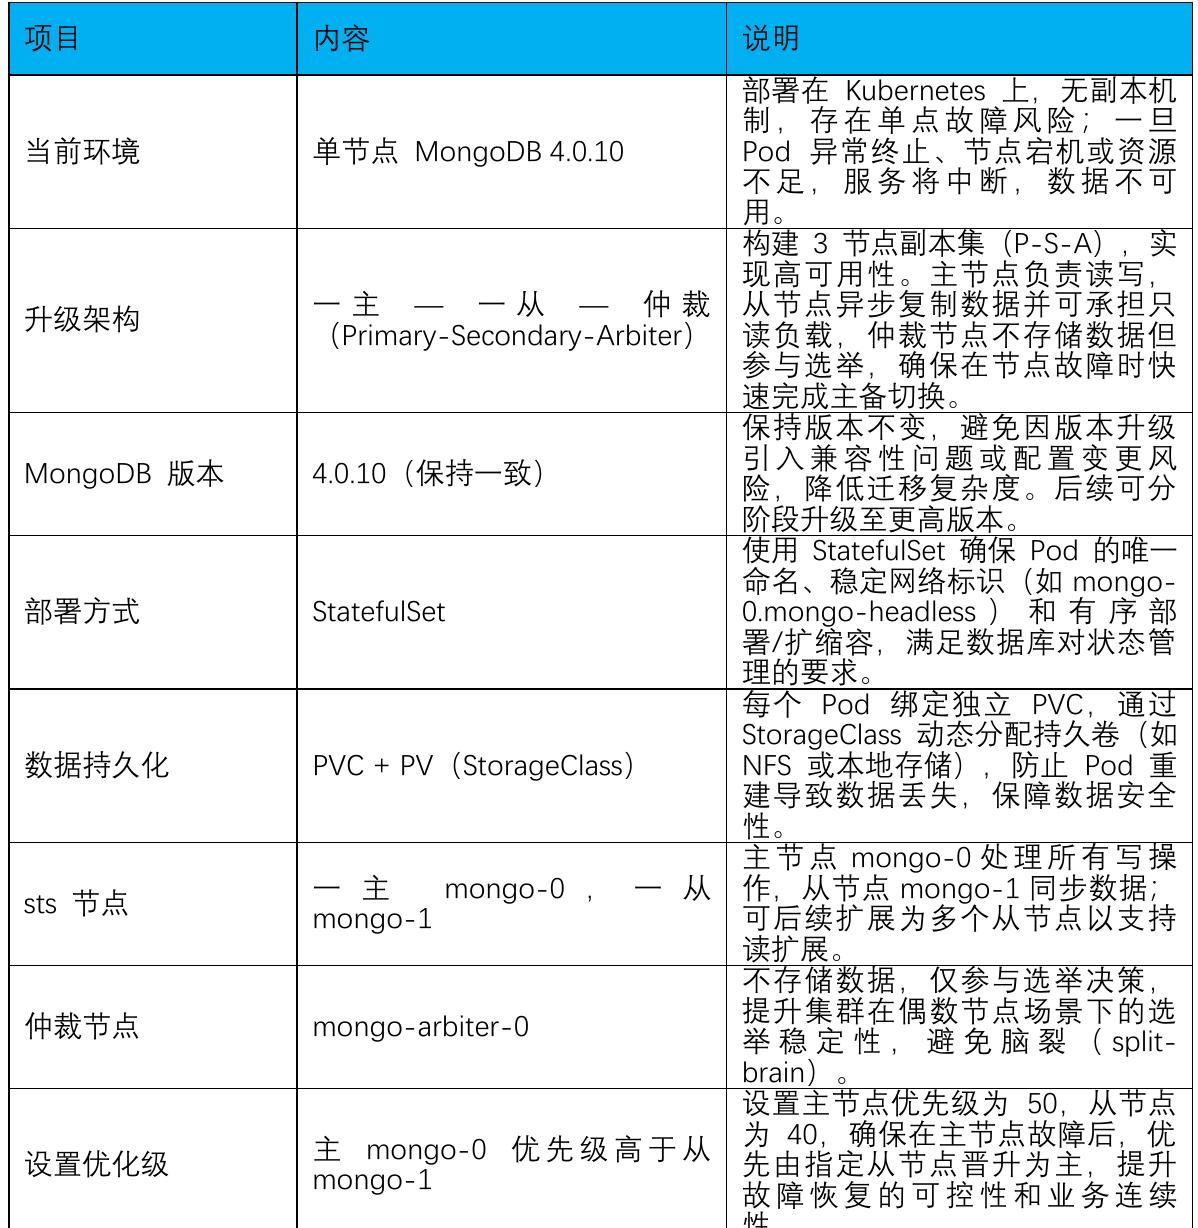 项目
内容
说明
当前环境
单节点 MongoDB 4.0.10
部署在 Kubernetes 上，无副本机
制，存在单点故障风险；一旦
Pod 异常终止、节点宕机或资源
不足，服务将中断，数据不可
用。
升级架构
一主 — 一从 — 仲裁
（Primary-Secondary-Arbiter）
构建 3 节点副本集（P-S-A），实
现高可用性。主节点负责读写，
从节点异步复制数据并可承担只
读负载，仲裁节点不存储数据但
参与选举，确保在节点故障时快
速完成主备切换。
MongoDB 版本
4.0.10（保持一致）
保持版本不变，避免因版本升级
引入兼容性问题或配置变更风
险，降低迁移复杂度。后续可分
阶段升级至更高版本。
部署方式
StatefulSet
使用 StatefulSet 确保 Pod 的唯一
命名、稳定网络标识（如 mongo-
0.mongo-headless）和有序部
署/扩缩容，满足数据库对状态管
理的要求。
数据持久化
PVC + PV（StorageClass）
每个 Pod 绑定独立 PVC，通过
StorageClass 动态分配持久卷（如
NFS 或本地存储），防止 Pod 重
建导致数据丢失，保障数据安全
性。
sts 节点
一主 mongo-0，一从
mongo-1
主节点 mongo-0 处理所有写操
作，从节点 mongo-1 同步数据；
可后续扩展为多个从节点以支持
读扩展。
仲裁节点
mongo-arbiter-0
不存储数据，仅参与选举决策，
提升集群在偶数节点场景下的选
举稳定性，避免脑裂（split-
brain）。
设置优化级
主 mongo-0 优先级高于从
mongo-1
设置主节点优先级为 50，从节点
为 40，确保在主节点故障后，优
先由指定从节点晋升为主，提升
故障恢复的可控性和业务连续
性